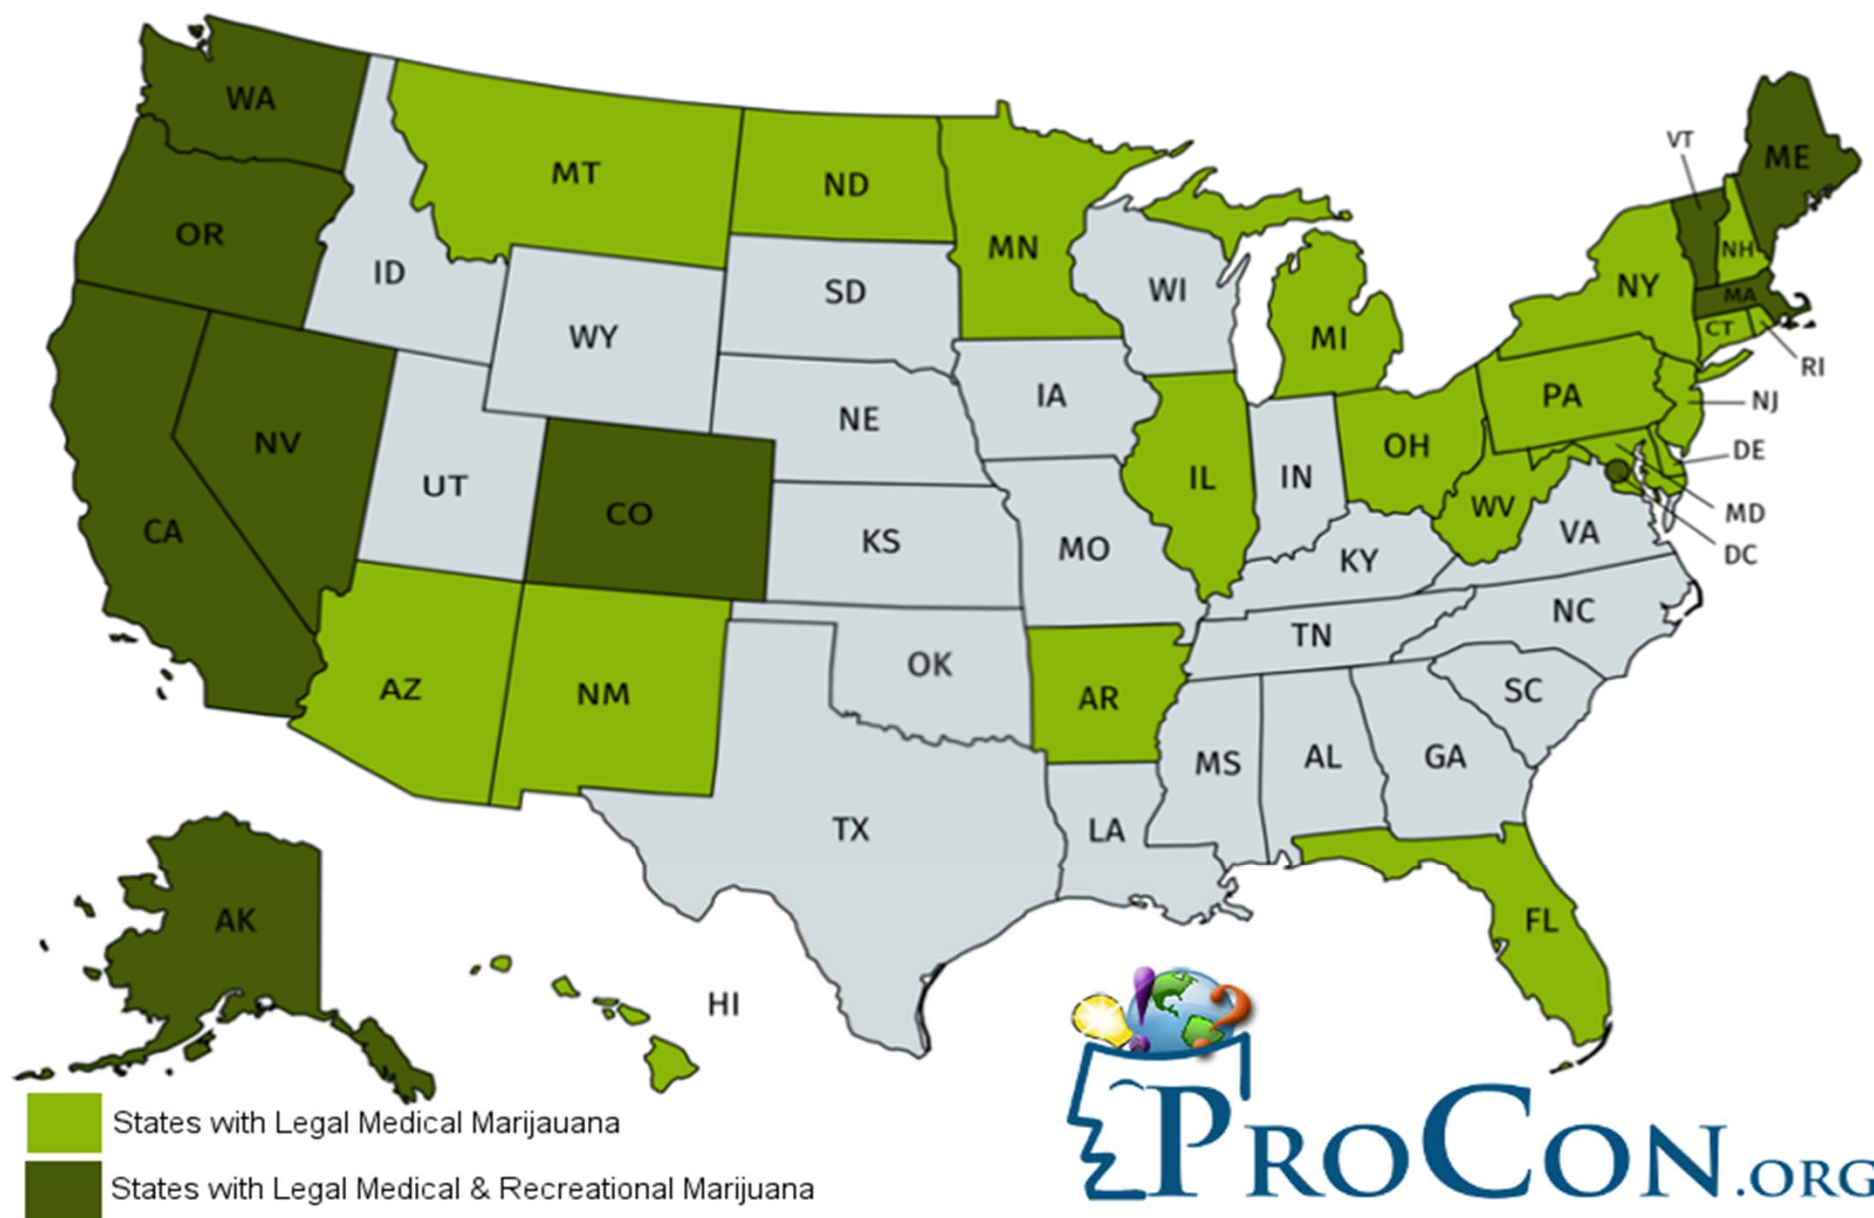 WA
VT
ME
MT
ND
OR
MN
NH
ID
NY
SD
WI
MA
WY
CT
MI
RI
IA
PA
NJ
NE
NV
OH
DE
UT
IL
IN
WV
CO
MD
CA
VA
KS
MO
DC
KY
NC
TN
OK
AZ
NM
AR
SC
MS
AL
GA
TX
LA
AK
FL
HI
States with Legal Medical Marijauana
States with Legal Medical & Recreational Marijuana
PROCON.ORG